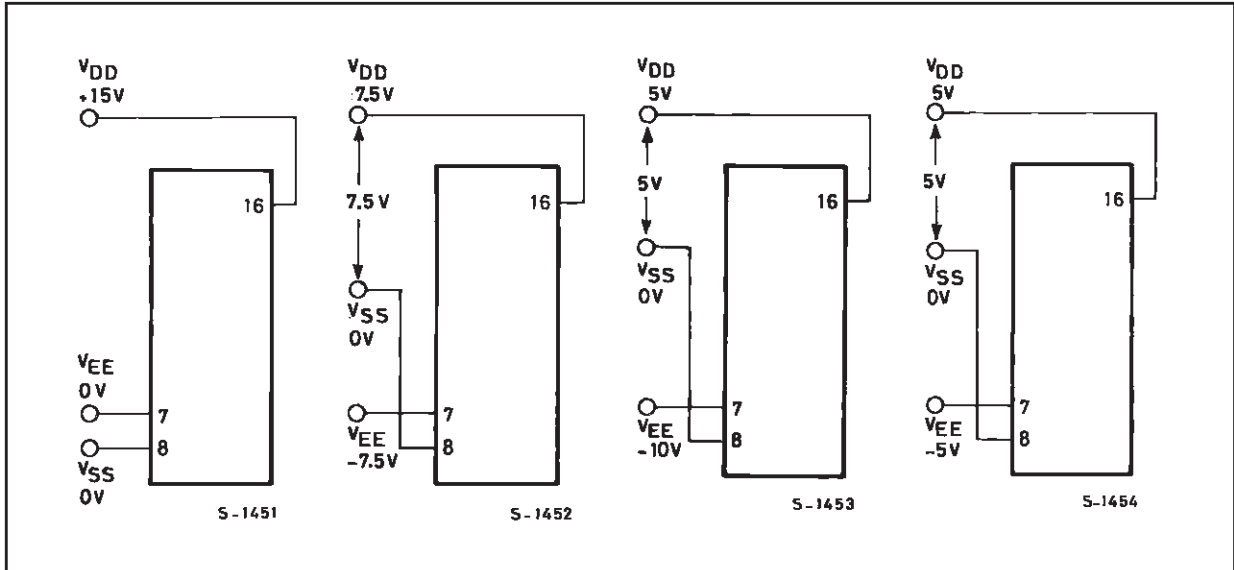 VDD
+15V
16
VEE
0V
7
8
VSS
0V
S-1451
VDD
7.5V
7.5V
16
VSS
0V
7
VEE
8
-7.5V
S-1452
VDD
5V
5V
16
VSS
0V
7
VEE
8
-10V
S-1453
VDD
5V
5V
16
VSS
0V
7
VEE
8
-5V
S-1454